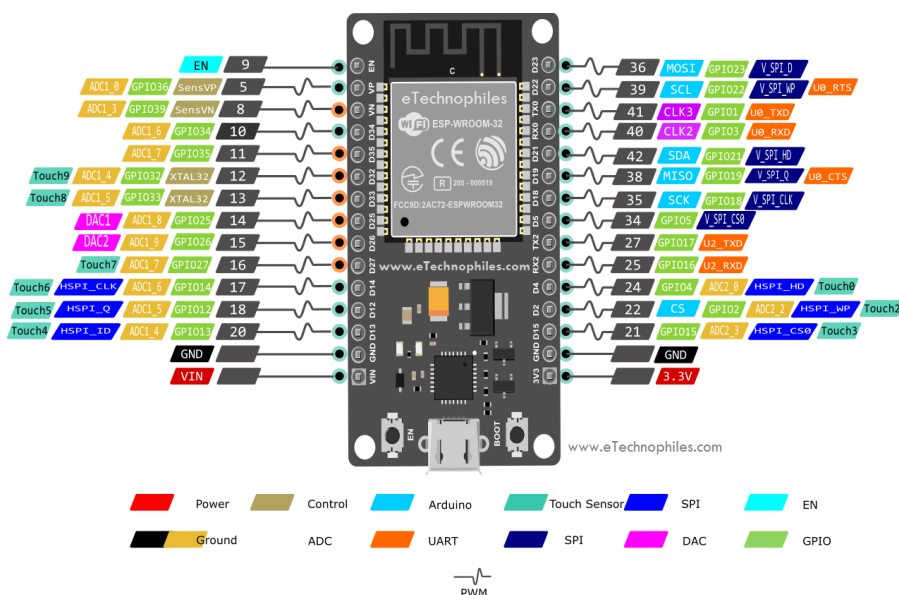 EN 9
ADC1_0 GPIO36 SensVP 5
ADC1_3 GPIO39 SensVN 8
ADC1_6 GPIO34 10
ADC1_7 GPIO35 11
Touch9 ADC1_4 GPIO32 XTAL32 12
Touch8 ADC1_5 GPIO33 XTAL32 13
DAC1 ADC1_8 GPIO25 14
DAC2 ADC1_9 GPIO26 15
Touch7 ADC1_7 GPIO27 16
Touch6 HSPI_CLK ADC1_6 GPIO14 17
Touch5 HSPI_Q ADC1_5 GPIO12 18
Touch4 HSPI_ID ADC1_4 GPIO13 20
GND
VIN
EN
VP
VN
D34
D35
D32
D33
D25
D26
D27
D14
D12
D13
GND
VIN
C
eTechnophiles
WiFi ESP-WROOM-32
CE
R 205-000519
FCC9D:2AC72-ESPWROOM32
www.eTechnophiles.com
EN
BOOT
D23
D22
TX0
RX0
D21
D19
D18
D5
TX2
RX2
D4
D2
D15
GND
3V3
36 MOSI GPIO23 V_SPI_D
39 SCL GPIO22 V_SPI_WP U0_RTS
41 CLK3 GPIO1 U0_TXD
40 CLK2 GPIO3 U0_RXD
42 SDA GPIO21 V_SPI_HD
38 MISO GPIO19 V_SPI_Q U0_CTS
35 SCK GPIO18 V_SPI_CLK
34 GPIO5 V_SPI_CS0
27 GPIO17 U2_TXD
25 GPIO16 U2_RXD
24 GPIO4 ADC2_0 HSPI_HD Touch0
22 CS GPIO2 ADC2_2 HSPI_WP Touch2
21 GPIO15 ADC2_3 HSPI_CS0 Touch3
GND
3.3V
www.eTechnophiles.com
Power Control Arduino Touch Sensor SPI EN
Ground ADC UART SPI DAC GPIO
PWM